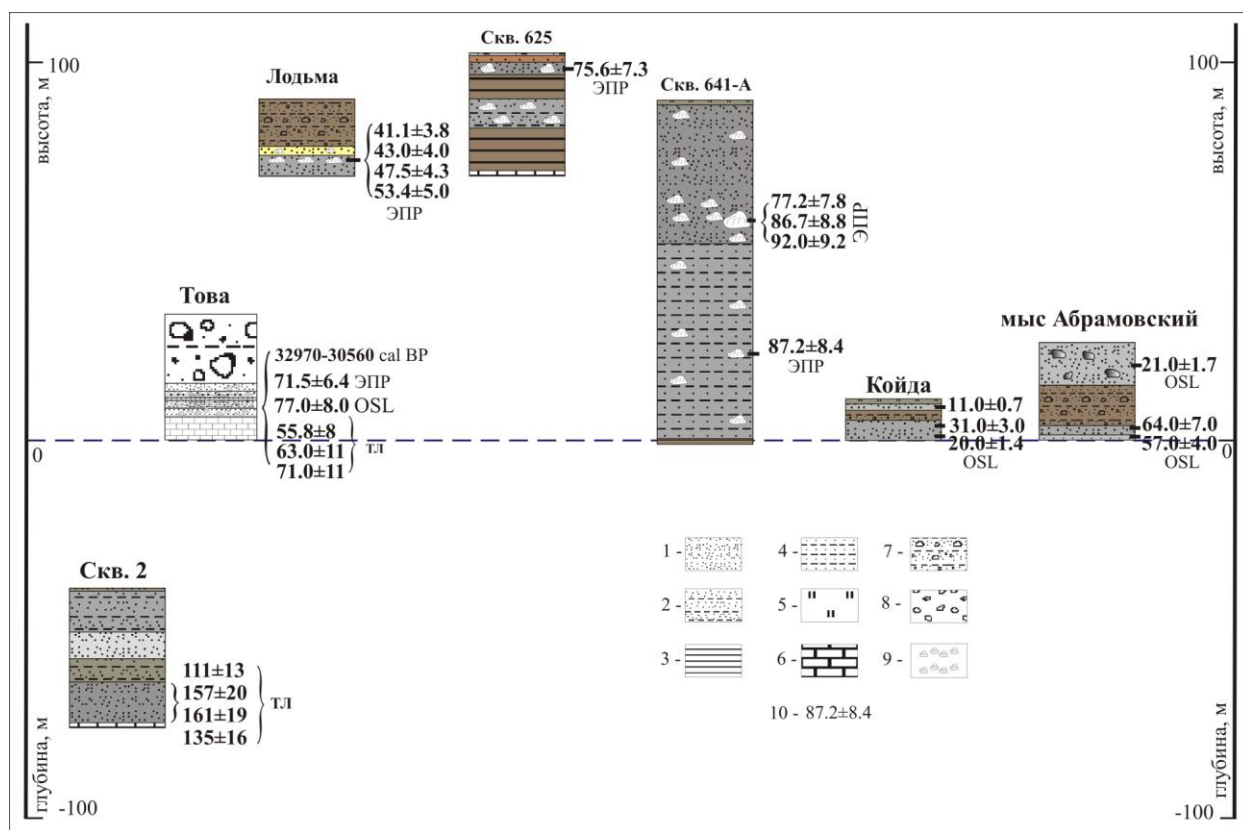 100
высота, м
0
глубина, м
-100
Лодьма
41.1±3.8
43.0±4.0
47.5±4.3
53.4±5.0
ЭПР
Скв. 625
75.6±7.3
ЭПР
Скв. 641-А
77.2±7.8
86.7±8.8
92.0±9.2
ЭПР
87.2±8.4
ЭПР
Това
32970-30560 cal BP
71.5±6.4 ЭПР
77.0±8.0 OSL
55.8±8
63.0±11
71.0±11
ТЛ
Койда
11.0±0.7
31.0±3.0
20.0±1.4
OSL
мыс Абрамовский
21.0±1.7
OSL
64.0±7.0
57.0±4.0
OSL
Скв. 2
111±13
157±20
161±19
135±16
ТЛ
1 -
2 -
3 -
4 -
5 -
6 -
7 -
8 -
9 -
10 - 87.2±8.4
100
высота, м
0
глубина, м
-100